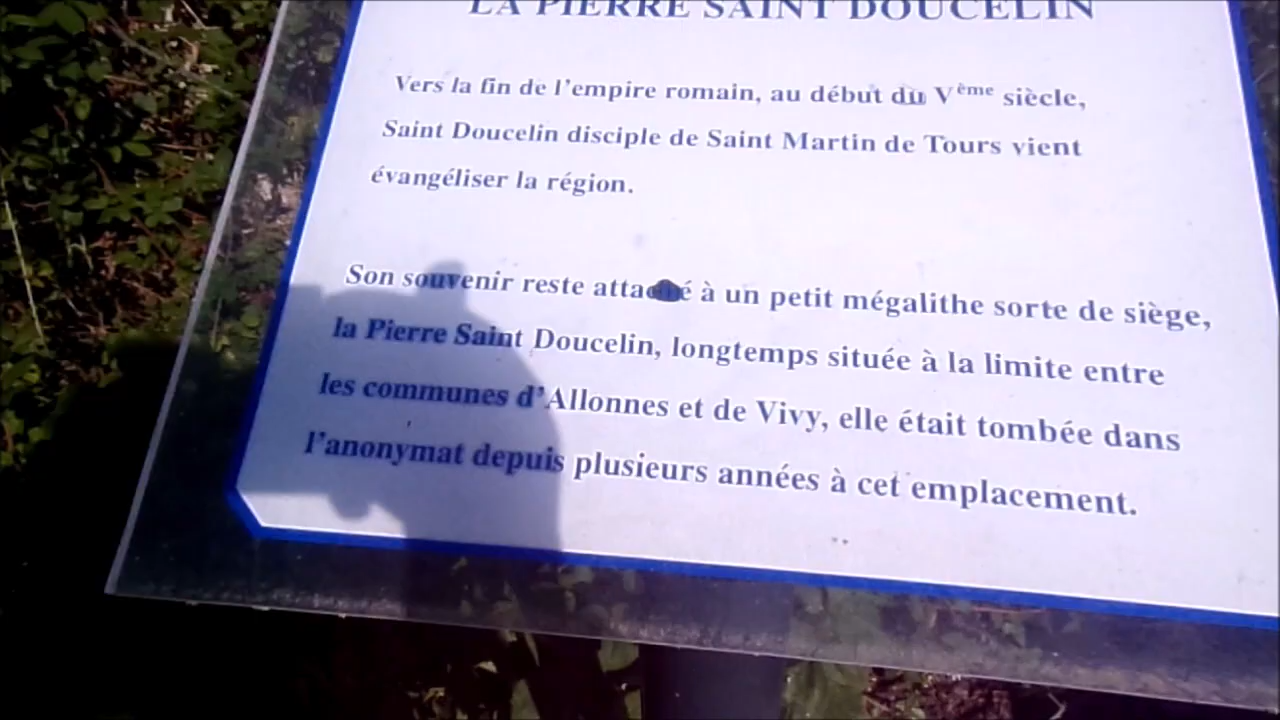 LA PIERRE SAINT DOUCELIN
Vers la fin de l'empire romain, au début du Vème siècle,
Saint Doucelin disciple de Saint Martin de Tours vient
évangéliser la région.
Son souvenir reste attaché à un petit mégalithe sorte de siège,
la Pierre Saint Doucelin, longtemps située à la limite entre
les communes d'Allonnes et de Vivy, elle était tombée dans
l'anonymat depuis plusieurs années à cet emplacement.